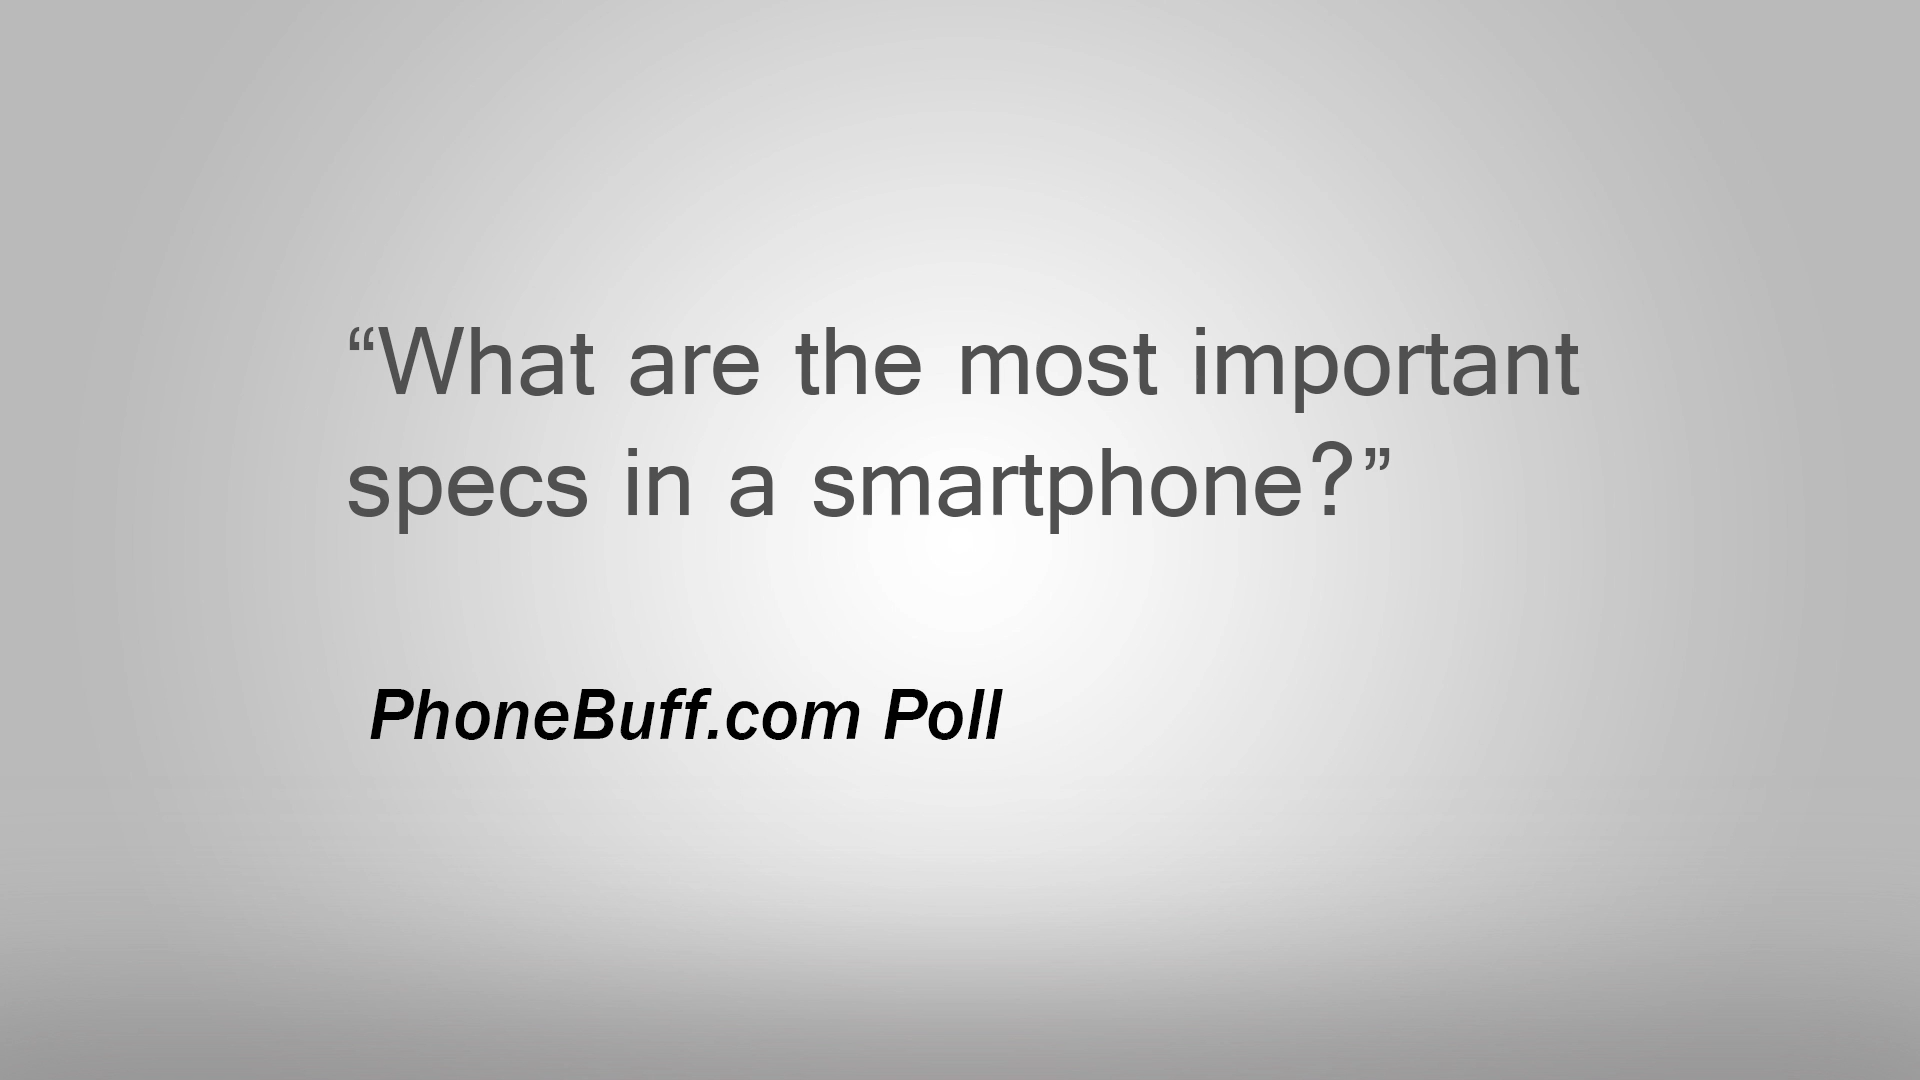 “What are the most important
specs in a smartphone?”
PhoneBuff.com Poll